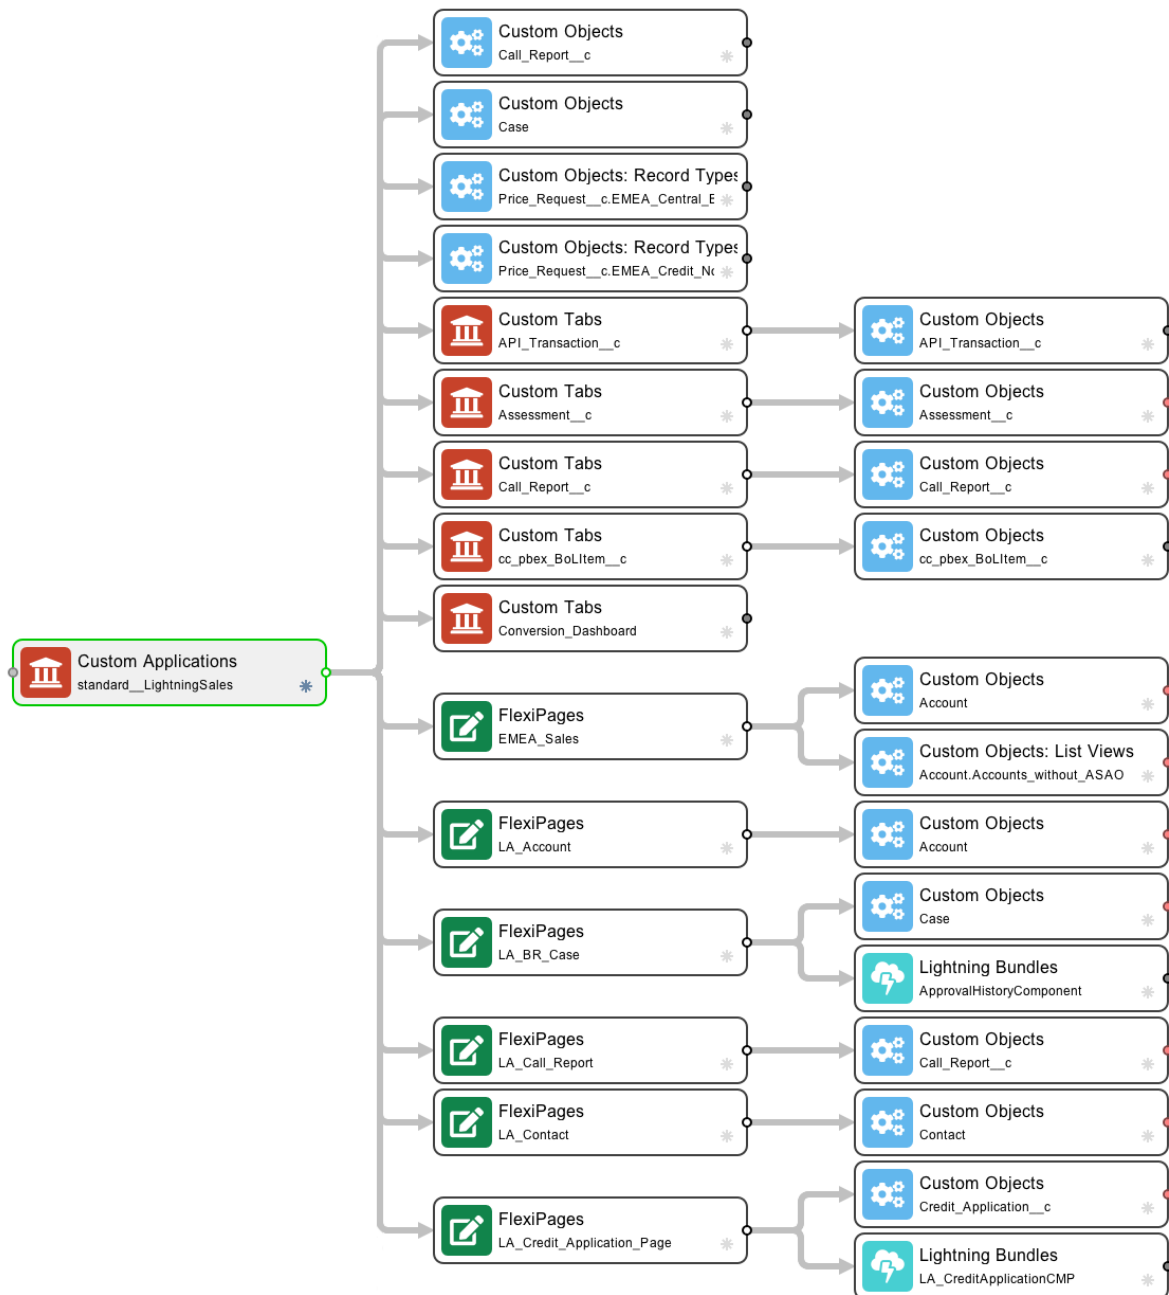 Custom Objects
Call_Report__c
Custom Objects
Case
Custom Objects: Record Types
Price_Request__c.EMEA_Central_E
Custom Objects: Record Types
Price_Request__c.EMEA_Credit_No
Custom Tabs
API_Transaction__c
Custom Objects
API_Transaction__c
Custom Tabs
Assessment__c
Custom Objects
Assessment__c
Custom Tabs
Call_Report__c
Custom Objects
Call_Report__c
Custom Tabs
cc_pbex_BoLItem__c
Custom Objects
cc_pbex_BoLItem__c
Custom Tabs
Conversion_Dashboard
Custom Applications
standard__LightningSales
Custom Objects
Account
FlexiPages
EMEA_Sales
Custom Objects: List Views
Account.Accounts_without_ASAO
FlexiPages
LA_Account
Custom Objects
Account
Custom Objects
Case
FlexiPages
LA_BR_Case
Lightning Bundles
ApprovalHistoryComponent
FlexiPages
LA_Call_Report
Custom Objects
Call_Report__c
FlexiPages
LA_Contact
Custom Objects
Contact
Custom Objects
Credit_Application__c
FlexiPages
LA_Credit_Application_Page
Lightning Bundles
LA_CreditApplicationCMP